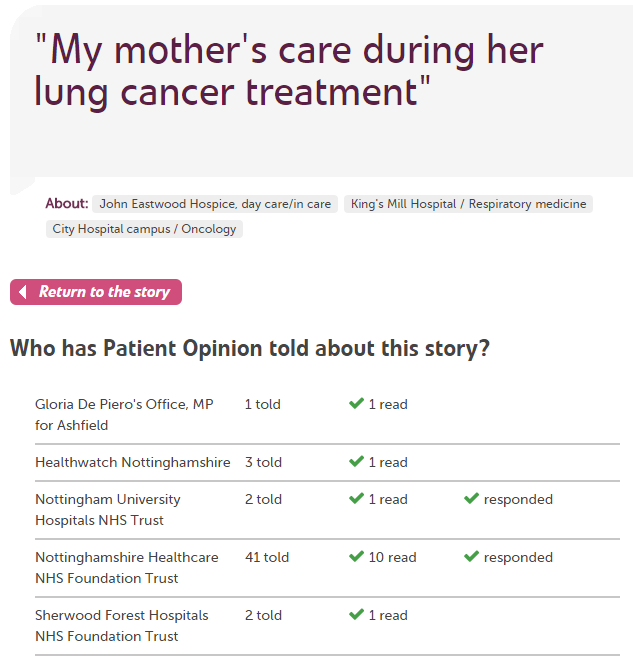 "My mother's care during her
lung cancer treatment"
About: John Eastwood Hospice, day care/in care King's Mill Hospital / Respiratory medicine
City Hospital campus / Oncology
Return to the story
Who has Patient Opinion told about this story?
Gloria De Piero's Office, MP 1 told 1 read
for Ashfield
Healthwatch Nottinghamshire 3 told 1 read
Nottingham University 2 told 1 read responded
Hospitals NHS Trust
Nottinghamshire Healthcare 41 told 10 read responded
NHS Foundation Trust
Sherwood Forest Hospitals 2 told 1 read
NHS Foundation Trust